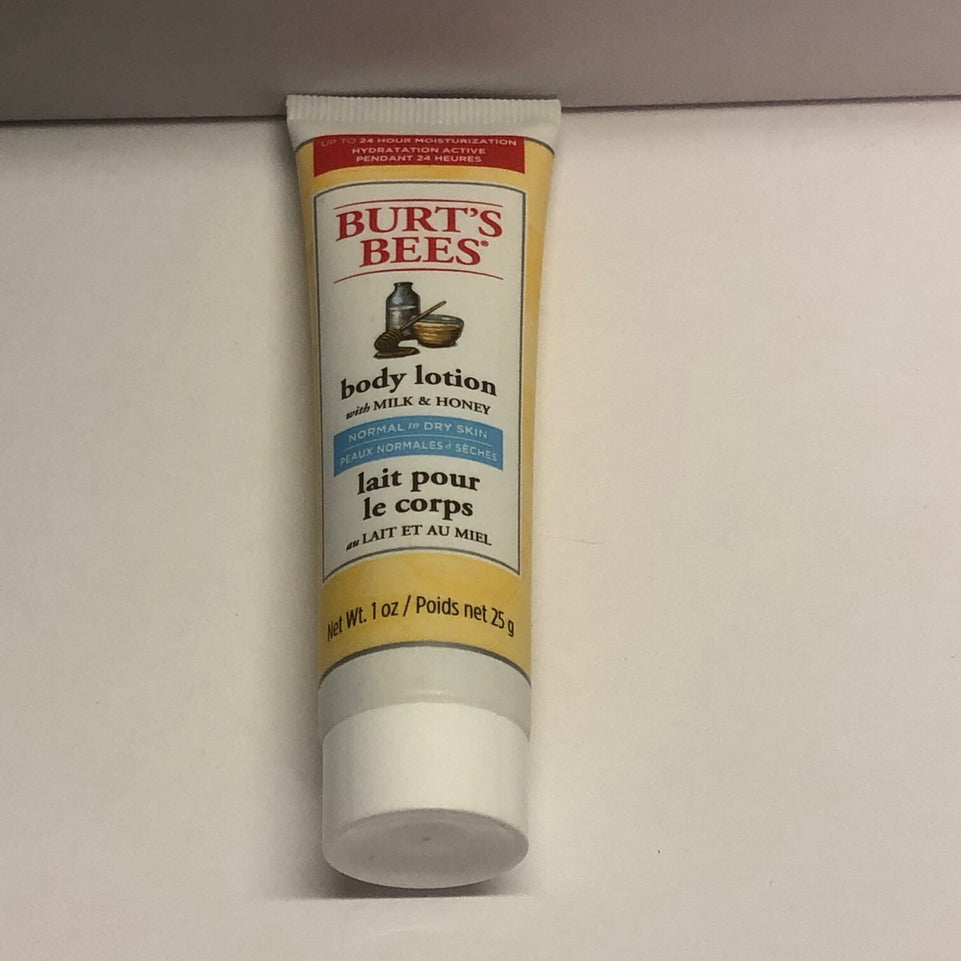 UP TO 24 HOUR MOISTURIZATION
HYDRATATION ACTIVE
PENDANT 24 HEURES
BURT'S
BEES®
body lotion
with MILK & HONEY
NORMAL to DRY SKIN
PEAUX NORMALES à SÈCHES
lait pour
le corps
au LAIT ET AU MIEL
Net Wt. 1 oz / Poids net 25 g